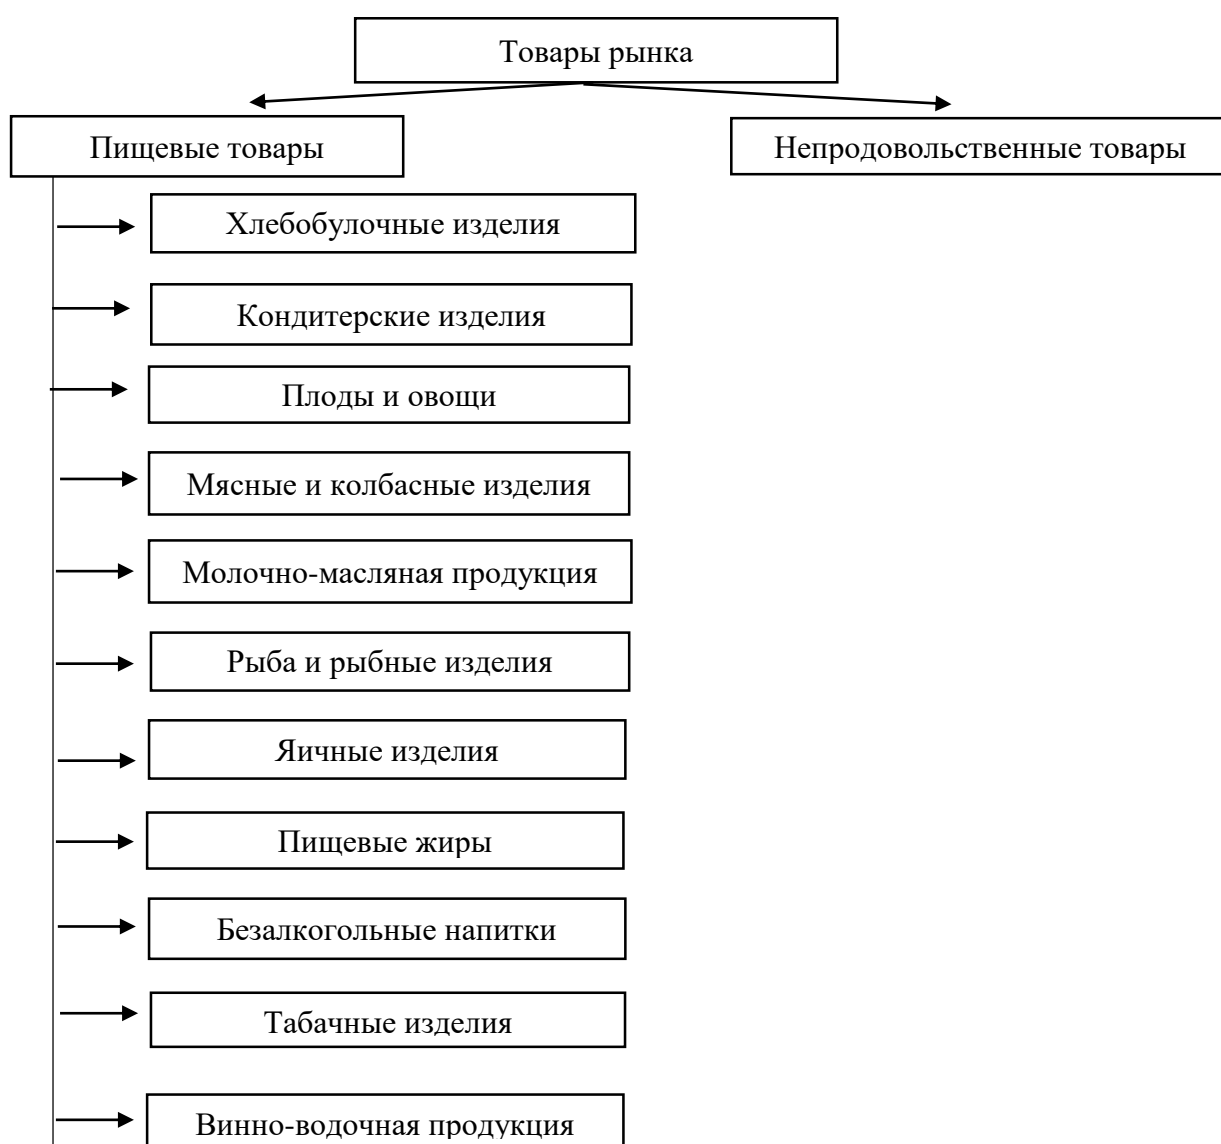 Товары рынка
Пищевые товары
Непродовольственные товары
Хлебобулочные изделия
Кондитерские изделия
Плоды и овощи
Мясные и колбасные изделия
Молочно-масляная продукция
Рыба и рыбные изделия
Яичные изделия
Пищевые жиры
Безалкогольные напитки
Табачные изделия
Винно-водочная продукция